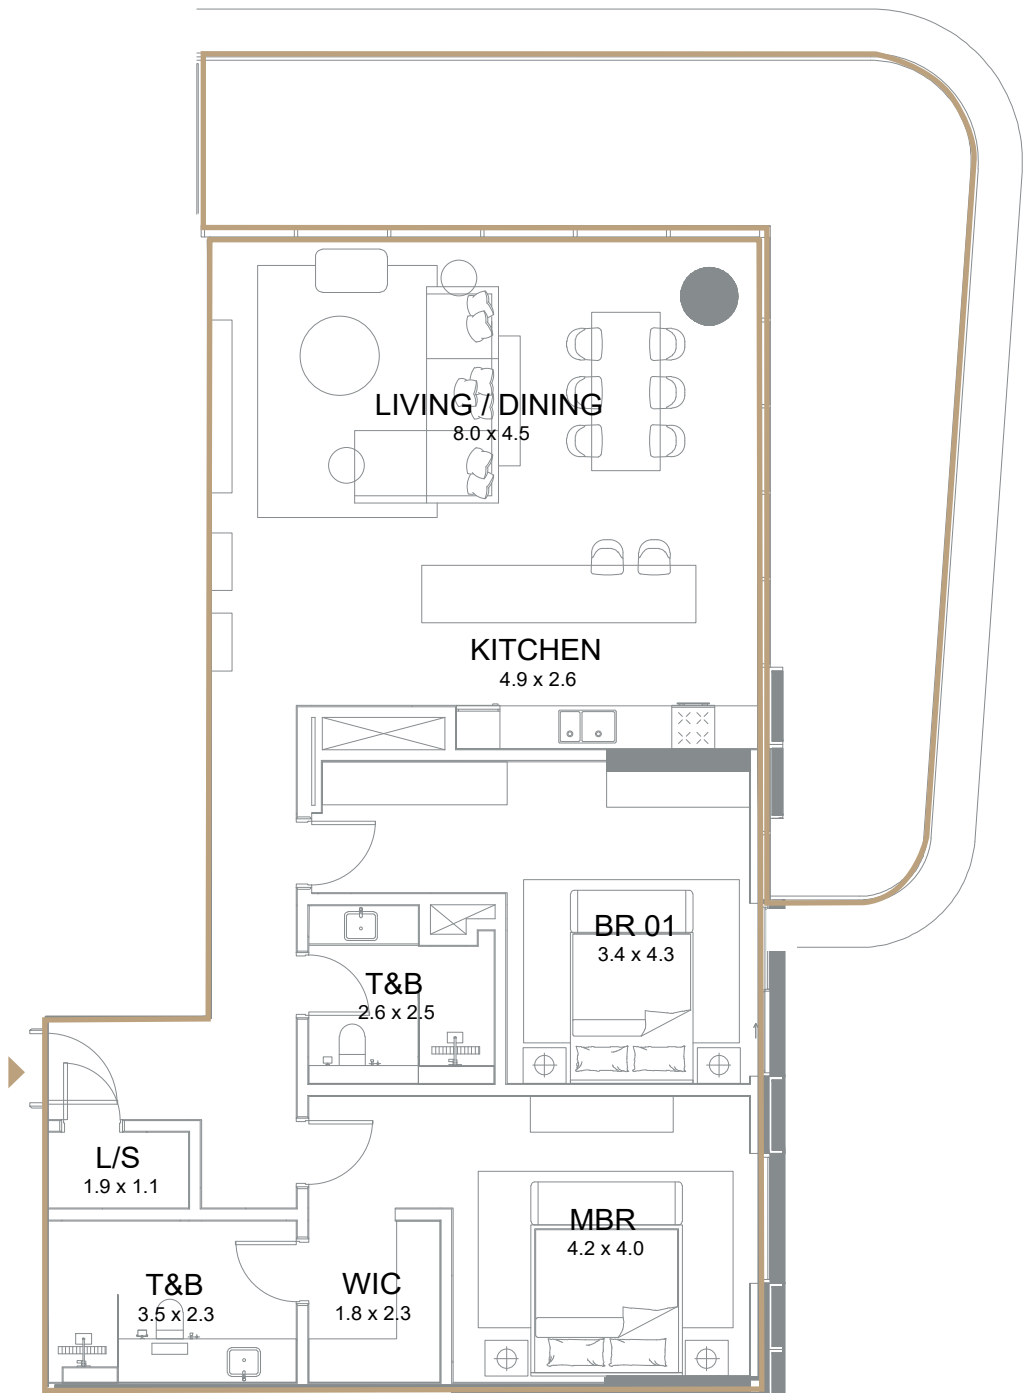 LIVING / DINING
8.0 x 4.5
KITCHEN
4.9 x 2.6
BR 01
3.4 x 4.3
T&B
2.6 x 2.5
L/S
1.9 x 1.1
MBR
4.2 x 4.0
T&B
3.5 x 2.3
WIC
1.8 x 2.3